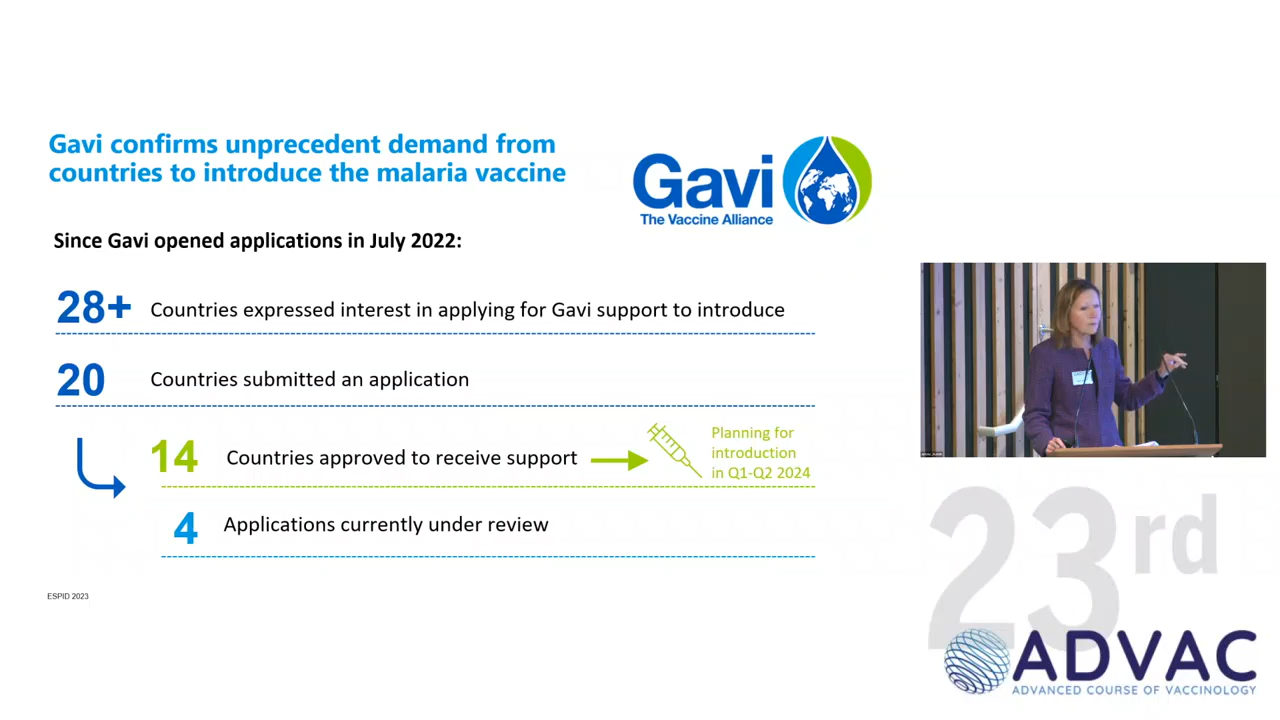 Gavi confirms unprecedent demand from
countries to introduce the malaria vaccine
Gavi
The Vaccine Alliance
Since Gavi opened applications in July 2022:
28+ Countries expressed interest in applying for Gavi support to introduce
20 Countries submitted an application
14 Countries approved to receive support
Planning for
introduction
in Q1-Q2 2024
4 Applications currently under review
ESPID 2023
23rd
ADVAC
ADVANCED COURSE OF VACCINOLOGY